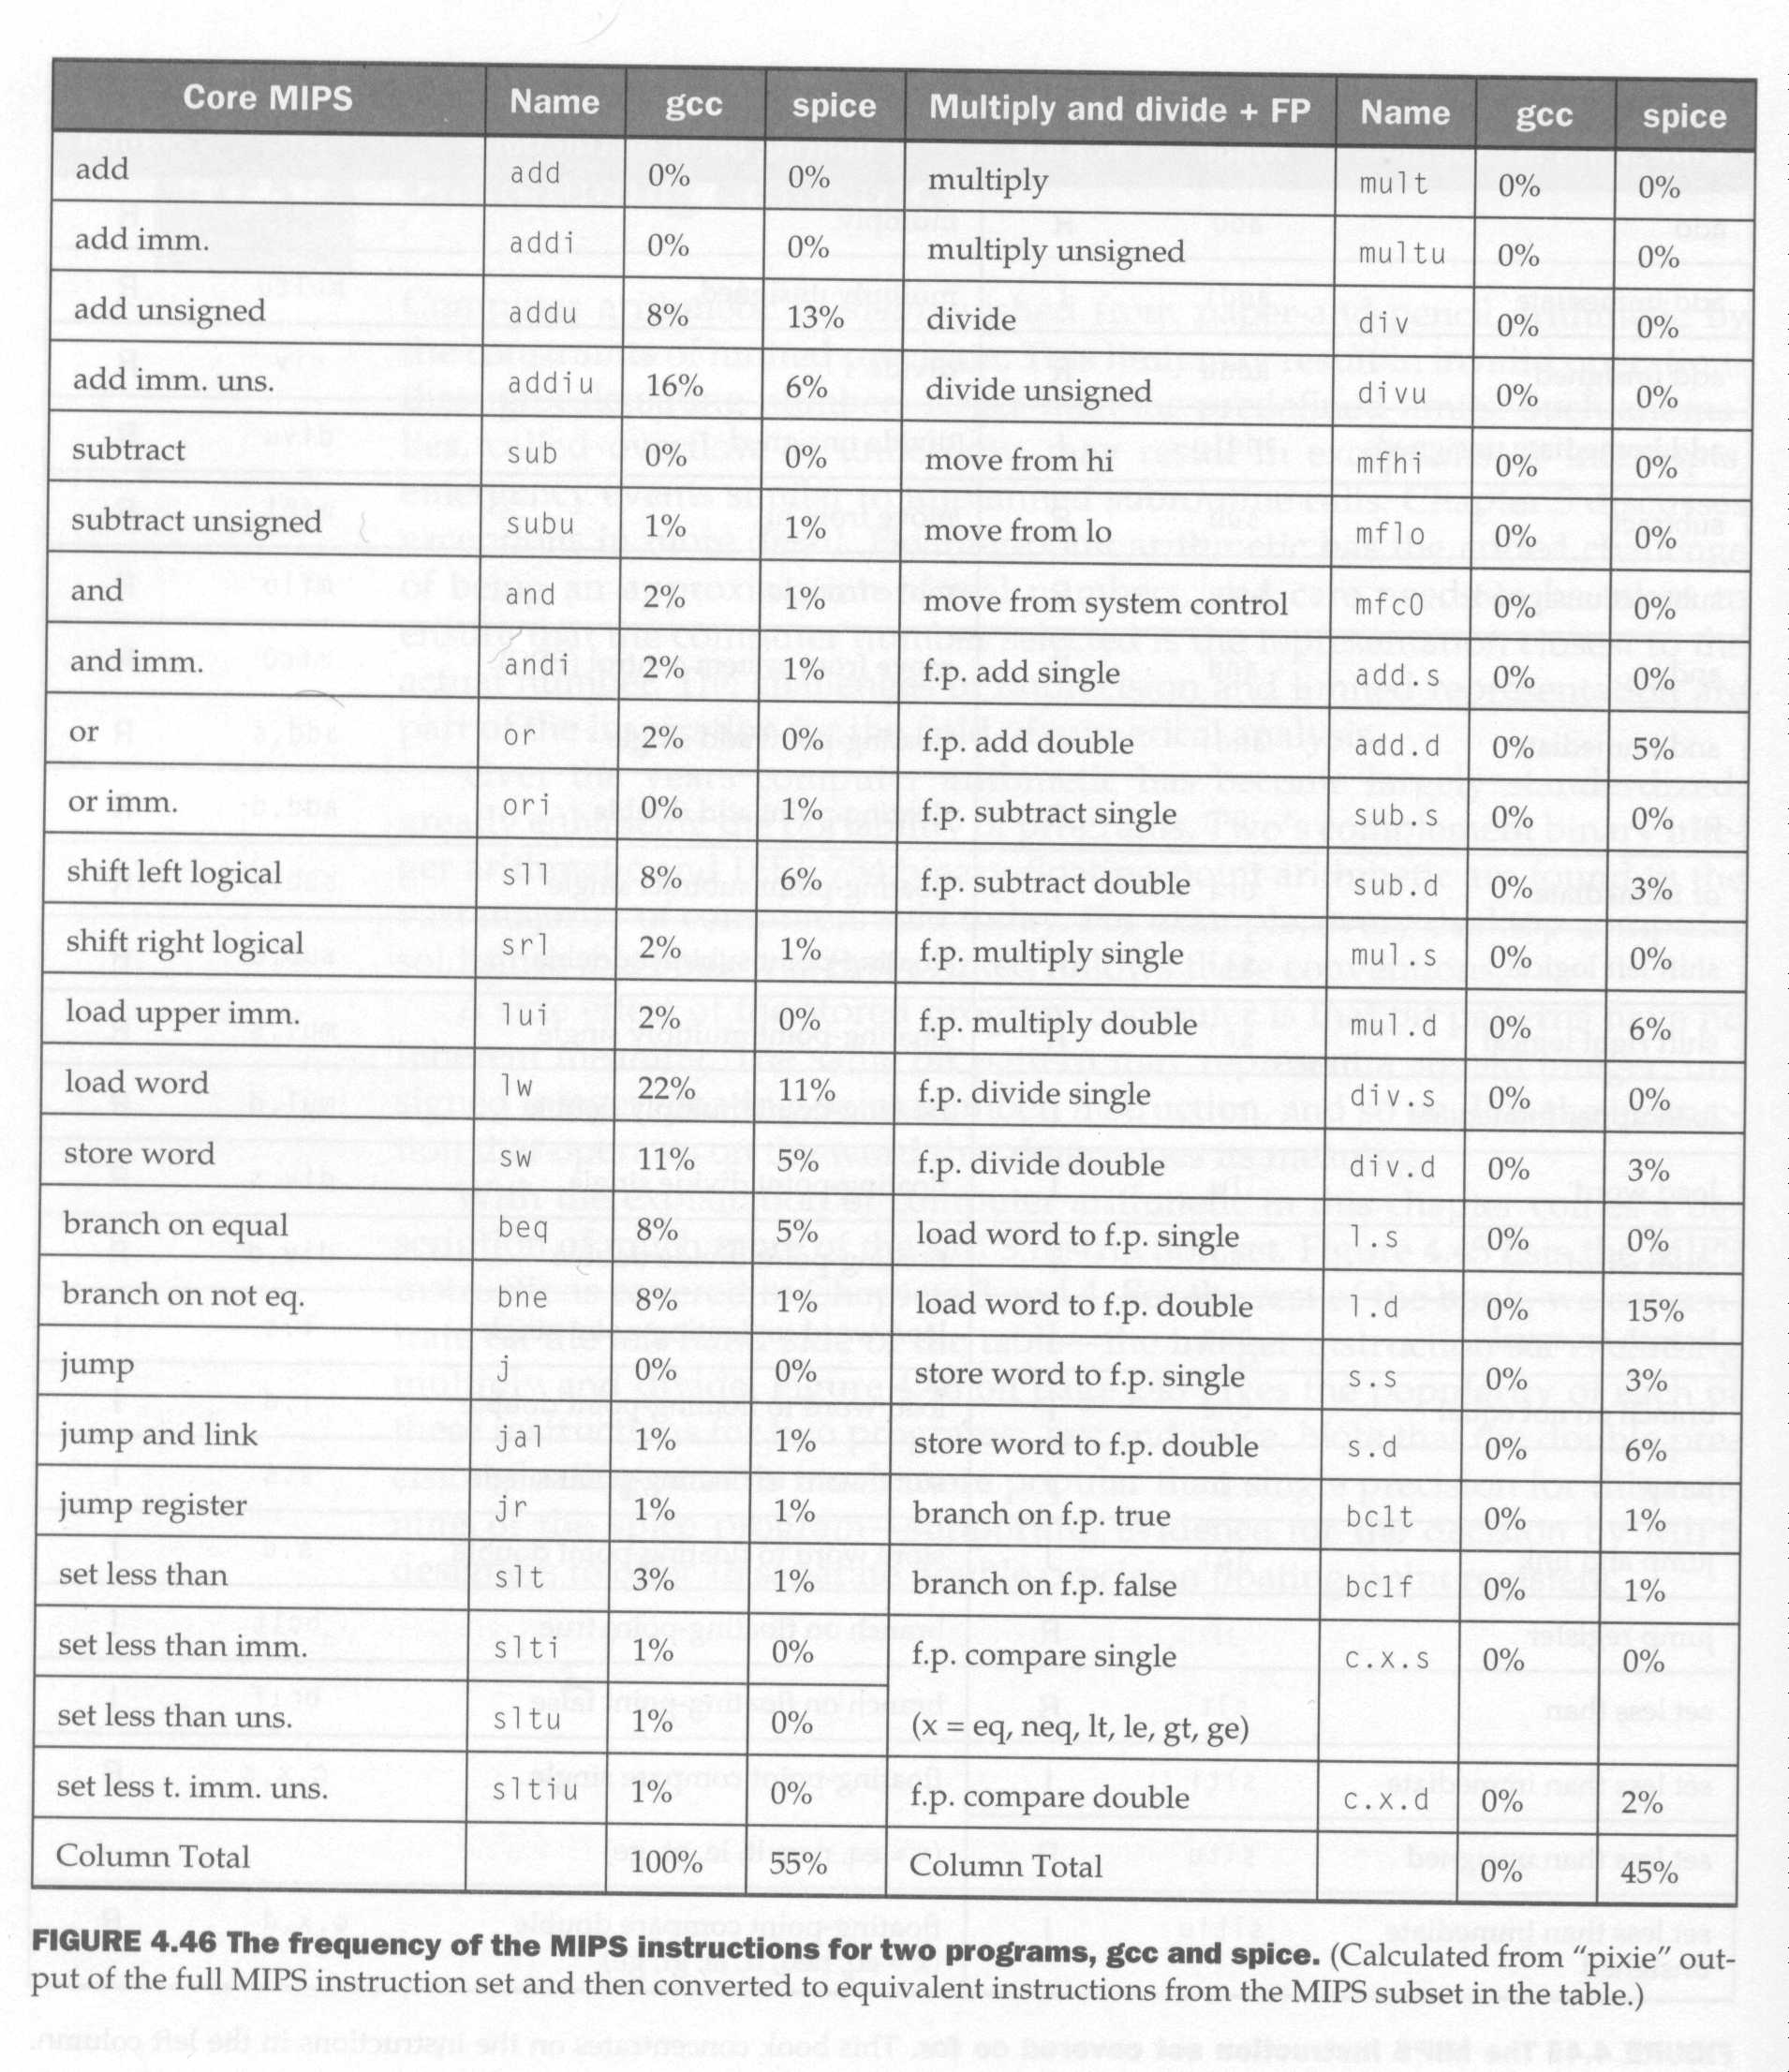 Core MIPS Name gcc spice Multiply and divide + FP Name gcc spice
add add 0% 0% multiply mult 0% 0%
add imm. addi 0% 0% multiply unsigned multu 0% 0%
add unsigned addu 8% 13% divide div 0% 0%
add imm. uns. addiu 16% 6% divide unsigned divu 0% 0%
subtract sub 0% 0% move from hi mfhi 0% 0%
subtract unsigned subu 1% 1% move from lo mflo 0% 0%
and and 2% 1% move from system control mfc0 0% 0%
and imm. andi 2% 1% f.p. add single add.s 0% 0%
or or 2% 0% f.p. add double add.d 0% 5%
or imm. ori 0% 1% f.p. subtract single sub.s 0% 0%
shift left logical sll 8% 6% f.p. subtract double sub.d 0% 3%
shift right logical srl 2% 1% f.p. multiply single mul.s 0% 0%
load upper imm. lui 2% 0% f.p. multiply double mul.d 0% 6%
load word lw 22% 11% f.p. divide single div.s 0% 0%
store word sw 11% 5% f.p. divide double div.d 0% 3%
branch on equal beq 8% 5% load word to f.p. single l.s 0% 0%
branch on not eq. bne 8% 1% load word to f.p. double l.d 0% 15%
jump j 0% 0% store word to f.p. single s.s 0% 3%
jump and link jal 1% 1% store word to f.p. double s.d 0% 6%
jump register jr 1% 1% branch on f.p. true bclt 0% 1%
set less than slt 3% 1% branch on f.p. false bclf 0% 1%
set less than imm. slti 1% 0% f.p. compare single c.x.s 0% 0%
set less than uns. sltu 1% 0% (x = eq, neq, lt, le, gt, ge)
set less t. imm. uns. sltiu 1% 0% f.p. compare double c.x.d 0% 2%
Column Total 100% 55% Column Total 0% 45%
FIGURE 4.46 The frequency of the MIPS instructions for two programs, gcc and spice. (Calculated from “pixie” out-
put of the full MIPS instruction set and then converted to equivalent instructions from the MIPS subset in the table.)